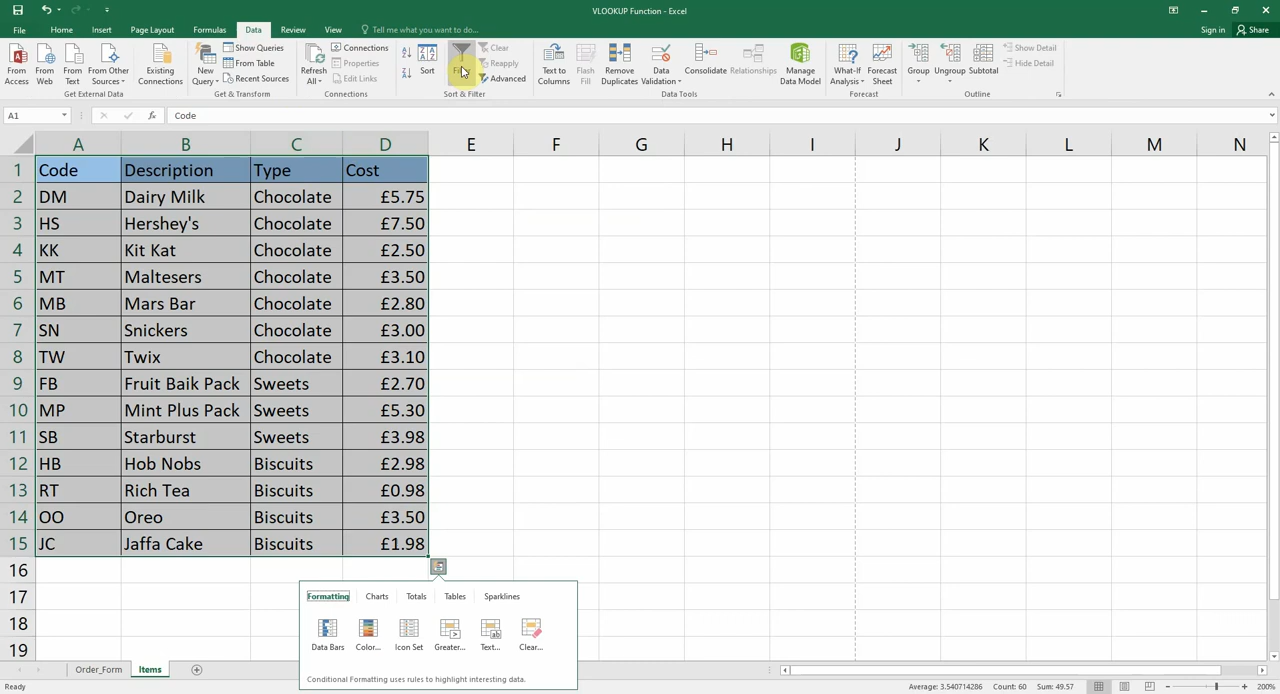 VLOOKUP Function - Excel
File Home Insert Page Layout Formulas Data Review View Tell me what you want to do... Sign in Share
From Access
From Web
From Text
From Other Sources
Existing Connections
Get External Data
New Query
Show Queries
From Table
Recent Sources
Get & Transform
Refresh All
Connections
Properties
Edit Links
Connections
Sort
Clear
Reapply
Advanced
Sort & Filter
Text to Columns
Flash Fill
Remove Duplicates
Data Validation
Consolidate
Relationships
Manage Data Model
Data Tools
What-If Analysis
Forecast Sheet
Forecast
Group
Ungroup
Subtotal
Show Detail
Hide Detail
Outline
A1 fx Code
A B C D E F G H I J K L M N
1 Code Description Type Cost
2 DM Dairy Milk Chocolate £5.75
3 HS Hershey's Chocolate £7.50
4 KK Kit Kat Chocolate £2.50
5 MT Maltesers Chocolate £3.50
6 MB Mars Bar Chocolate £2.80
7 SN Snickers Chocolate £3.00
8 TW Twix Chocolate £3.10
9 FB Fruit Baik Pack Sweets £2.70
10 MP Mint Plus Pack Sweets £5.30
11 SB Starburst Sweets £3.98
12 HB Hob Nobs Biscuits £2.98
13 RT Rich Tea Biscuits £0.98
14 OO Oreo Biscuits £3.50
15 JC Jaffa Cake Biscuits £1.98
16
17
18
19
Formatting Charts Totals Tables Sparklines
Data Bars Color... Icon Set Greater... Text... Clear...
Conditional Formatting uses rules to highlight interesting data.
Order_Form Items
Ready Average: 3.540714286 Count: 60 Sum: 49.57 200%